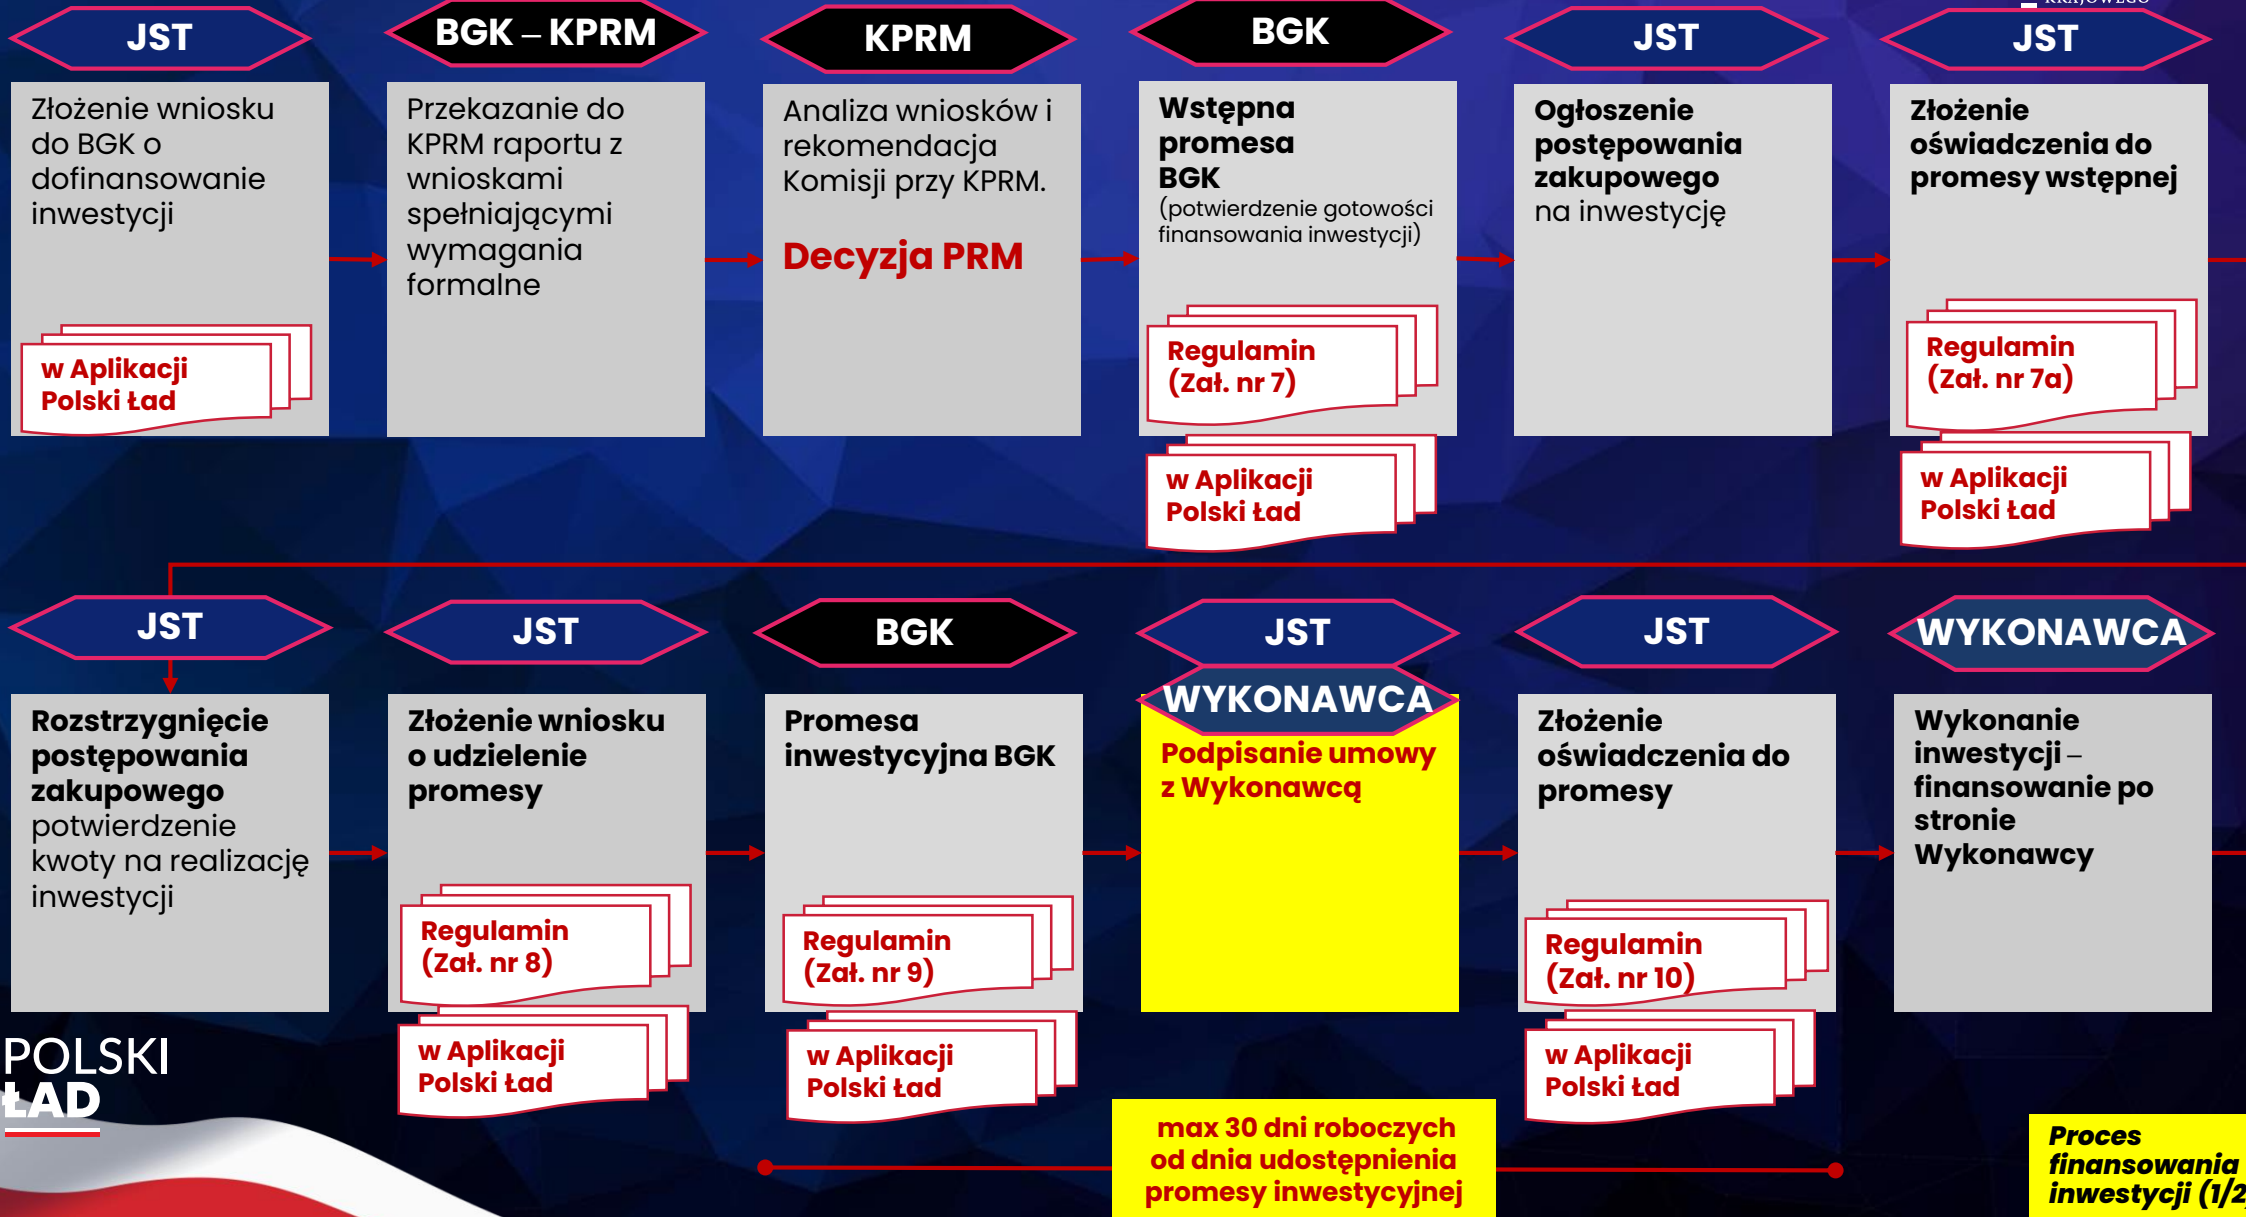 KRAJOWEGO
JST
BGK – KPRM
KPRM
BGK
JST
JST
Złożenie wniosku
do BGK o
dofinansowanie
inwestycji
w Aplikacji
Polski Ład
Przekazanie do
KPRM raportu z
wnioskami
spełniającymi
wymagania
formalne
Analiza wniosków i
rekomendacja
Komisji przy KPRM.
Decyzja PRM
Wstępna
promesa
BGK
(potwierdzenie gotowości
finansowania inwestycji)
Regulamin
(Zał. nr 7)
w Aplikacji
Polski Ład
Ogłoszenie
postępowania
zakupowego
na inwestycję
Złożenie
oświadczenia do
promesy wstępnej
Regulamin
(Zał. nr 7a)
w Aplikacji
Polski Ład
JST
JST
BGK
JST
WYKONAWCA
JST
WYKONAWCA
Rozstrzygnięcie
postępowania
zakupowego
potwierdzenie
kwoty na realizację
inwestycji
Złożenie wniosku
o udzielenie
promesy
Regulamin
(Zał. nr 8)
w Aplikacji
Polski Ład
Promesa
inwestycyjna BGK
Regulamin
(Zał. nr 9)
w Aplikacji
Polski Ład
Podpisanie umowy
z Wykonawcą
Złożenie
oświadczenia do
promesy
Regulamin
(Zał. nr 10)
w Aplikacji
Polski Ład
Wykonanie
inwestycji –
finansowanie po
stronie
Wykonawcy
POLSKI
ŁAD
max 30 dni roboczych
od dnia udostępnienia
promesy inwestycyjnej
Proces
finansowania
inwestycji (1/2)